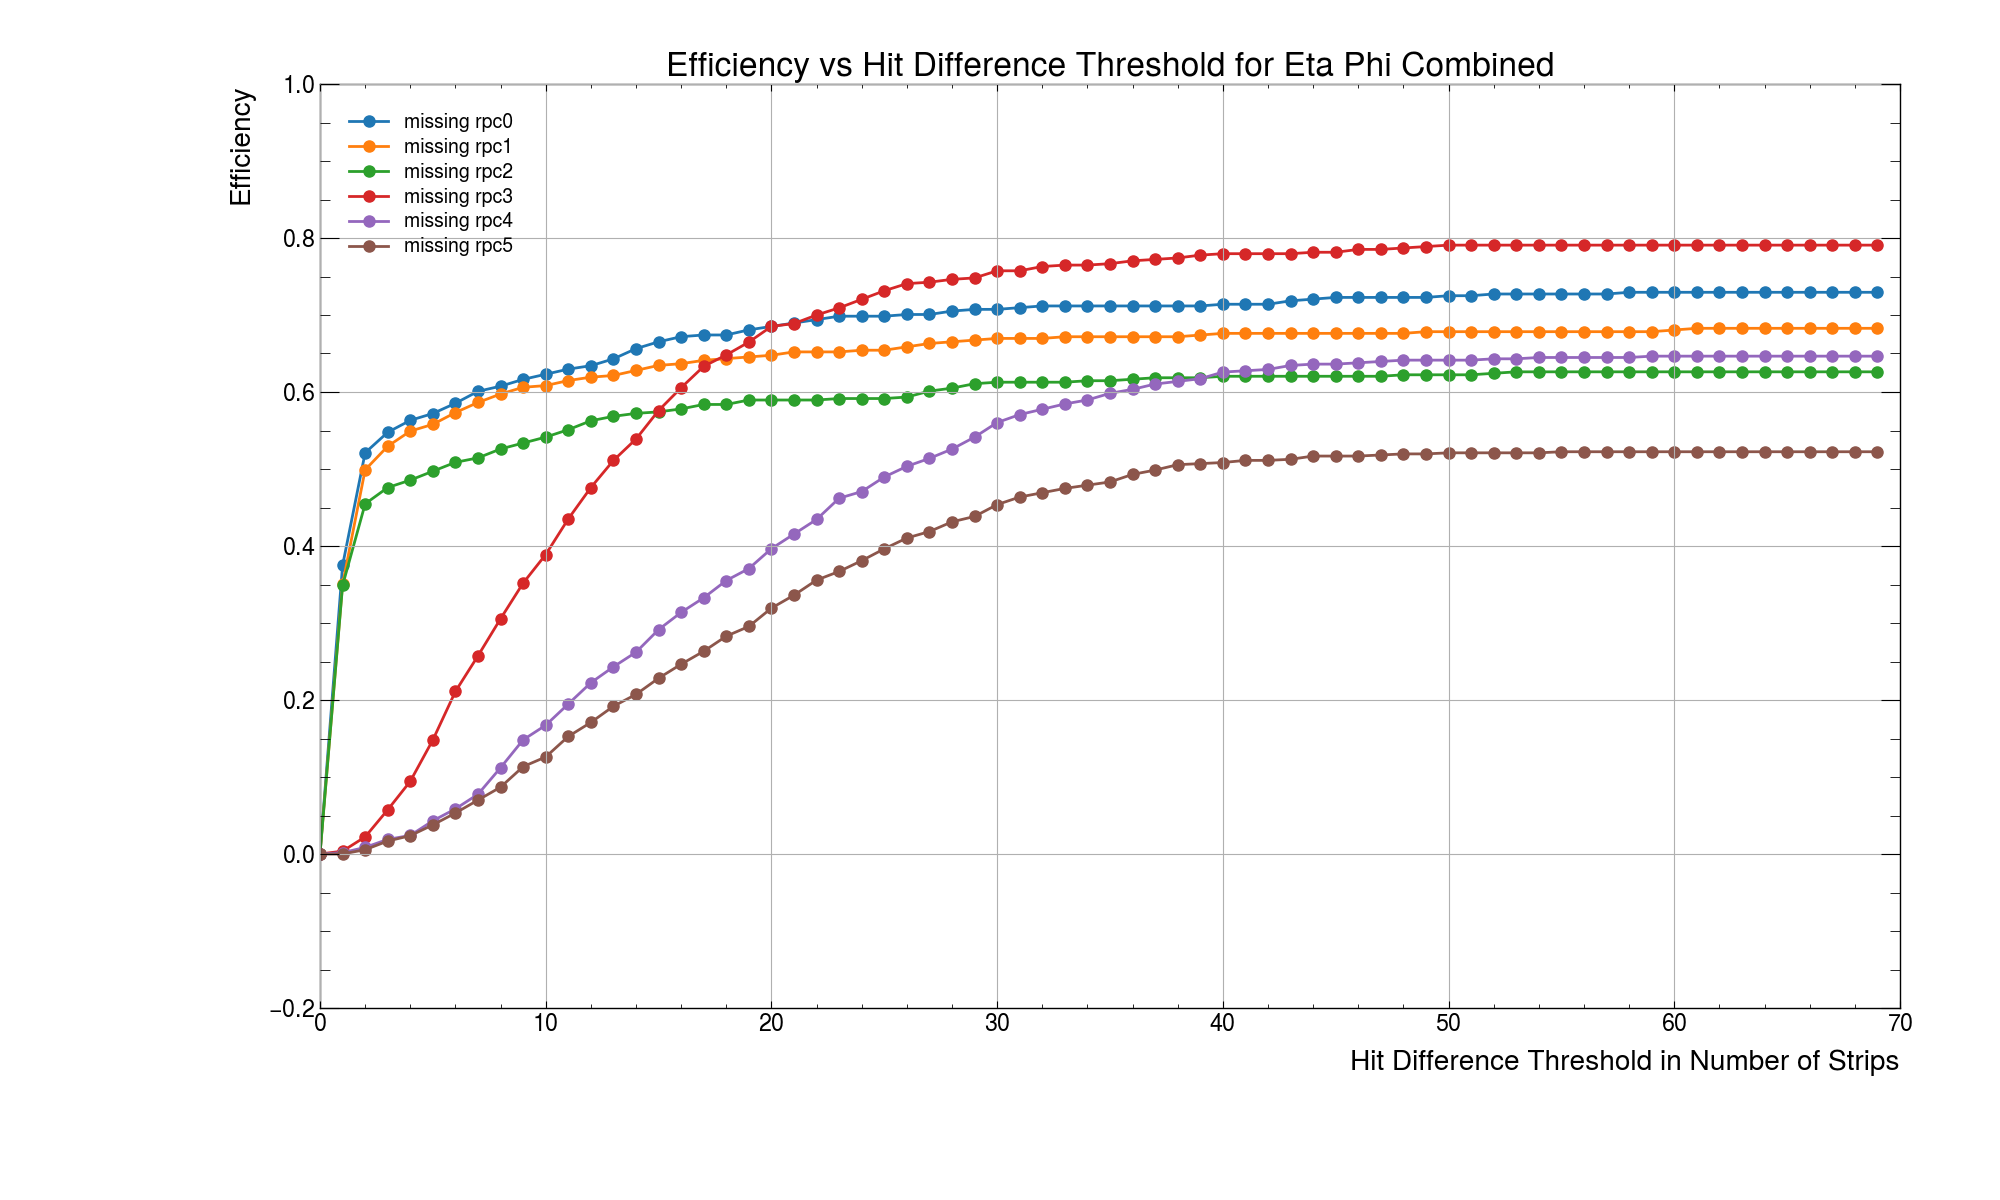 Efficiency vs Hit Difference Threshold for Eta Phi Combined
Efficiency
1.0
0.8
0.6
0.4
0.2
0.0
−0.2
missing rpc0
missing rpc1
missing rpc2
missing rpc3
missing rpc4
missing rpc5
0 10 20 30 40 50 60 70
Hit Difference Threshold in Number of Strips